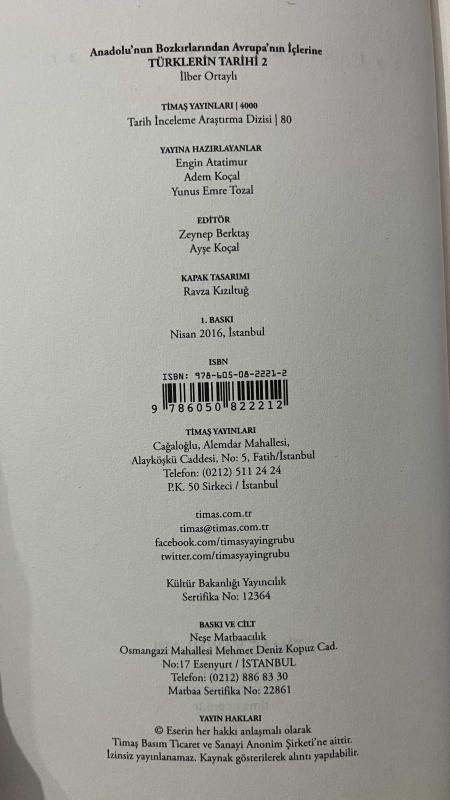 Anadolu'nun Bozkırlarından Avrupa'nın İçlerine
TÜRKLERİN TARİHİ 2
İlber Ortaylı
TİMAŞ YAYINLARI | 4000
Tarih İnceleme Araştırma Dizisi | 80
YAYINA HAZIRLAYANLAR
Engin Atatimur
Adem Koçal
Yunus Emre Tozal
EDİTÖR
Zeynep Berktaş
Ayşe Koçal
KAPAK TASARIMI
Ravza Kızıltuğ
1. BASKI
Nisan 2016, İstanbul
ISBN
ISBN: 978-605-08-2221-2
9 786050 822212
TİMAŞ YAYINLARI
Cağaloğlu, Alemdar Mahallesi,
Alayköşkü Caddesi, No: 5, Fatih/İstanbul
Telefon: (0212) 511 24 24
P.K. 50 Sirkeci / İstanbul
timas.com.tr
timas@timas.com.tr
facebook.com/timasyayingrubu
twitter.com/timasyayingrubu
Kültür Bakanlığı Yayıncılık
Sertifika No: 12364
BASKI VE CİLT
Neşe Matbaacılık
Osmangazi Mahallesi Mehmet Deniz Kopuz Cad.
No:17 Esenyurt / İSTANBUL
Telefon: (0212) 886 83 30
Matbaa Sertifika No: 22861
YAYIN HAKLARI
© Eserin her hakkı anlaşmalı olarak
Timaş Basım Ticaret ve Sanayi Anonim Şirketi'ne aittir.
İzinsiz yayınlanamaz. Kaynak gösterilerek alıntı yapılabilir.